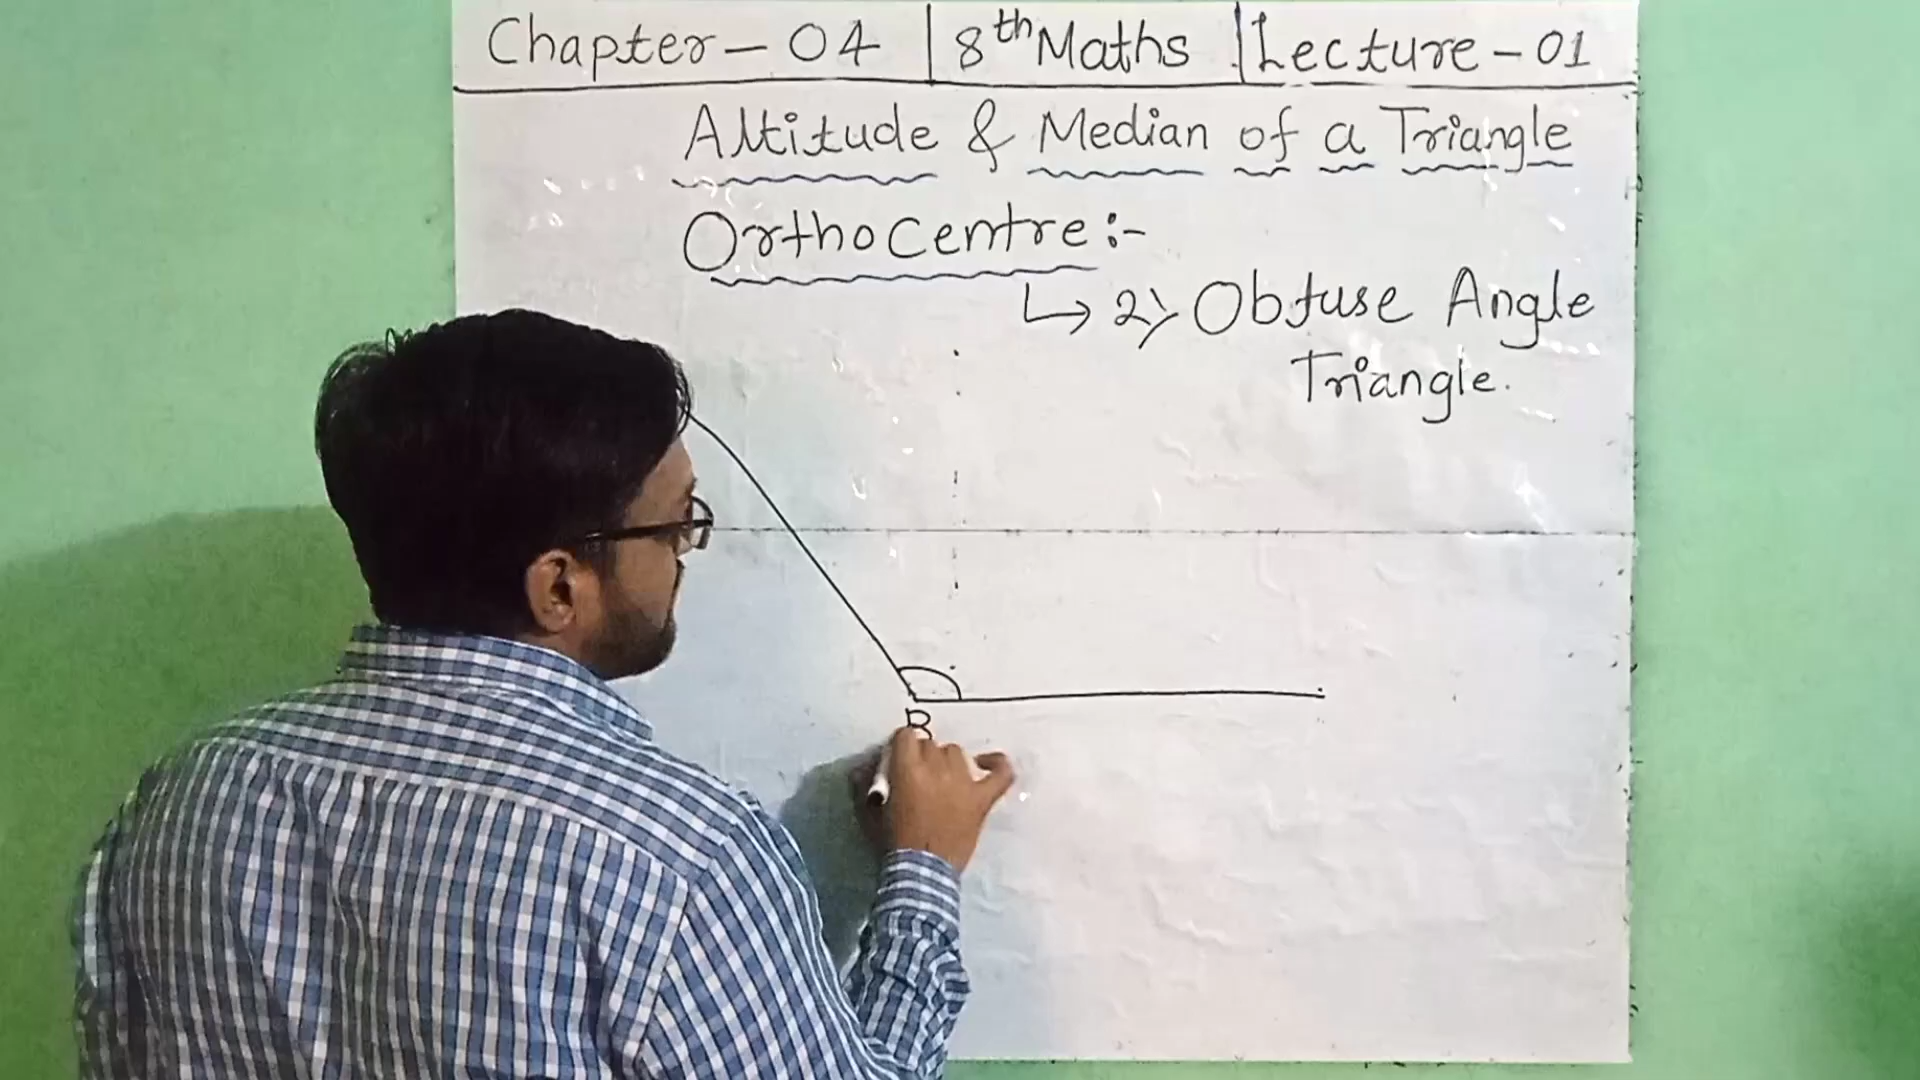 Chapter - 04 | 8th Maths | Lecture - 01
Altitude & Median of a Triangle
Orthocentre :-
↳ 2) Obtuse Angle
Triangle.
B